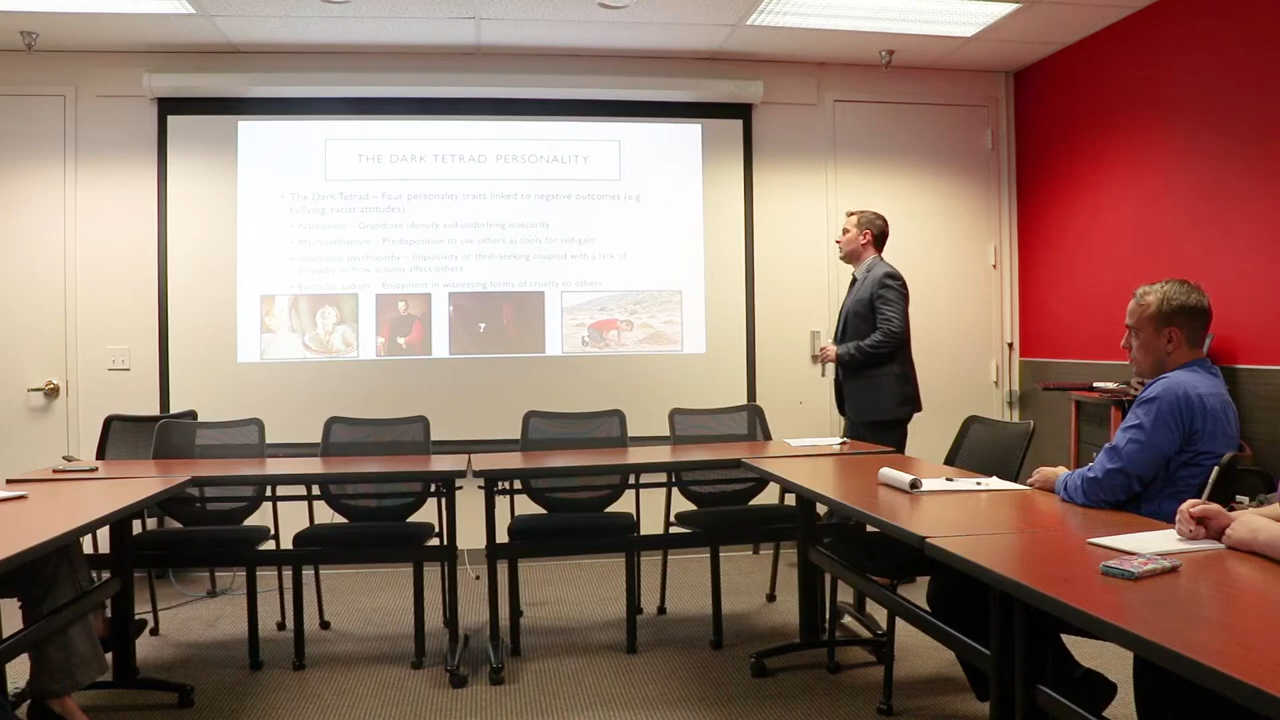 THE DARK TETRAD: PERSONALITY
• The Dark Tetrad – Four personality traits linked to negative outcomes (e.g.
bullying, racist attitudes)
• Narcissism – Grandiose identity and underlying insecurity
• Machiavellianism – Predisposition to use others as tools for self-gain
• Subclinical psychopathy – Impulsivity or thrill-seeking coupled with a lack of
empathy in how actions affect others
• Everyday sadism – Enjoyment in witnessing forms of cruelty to others